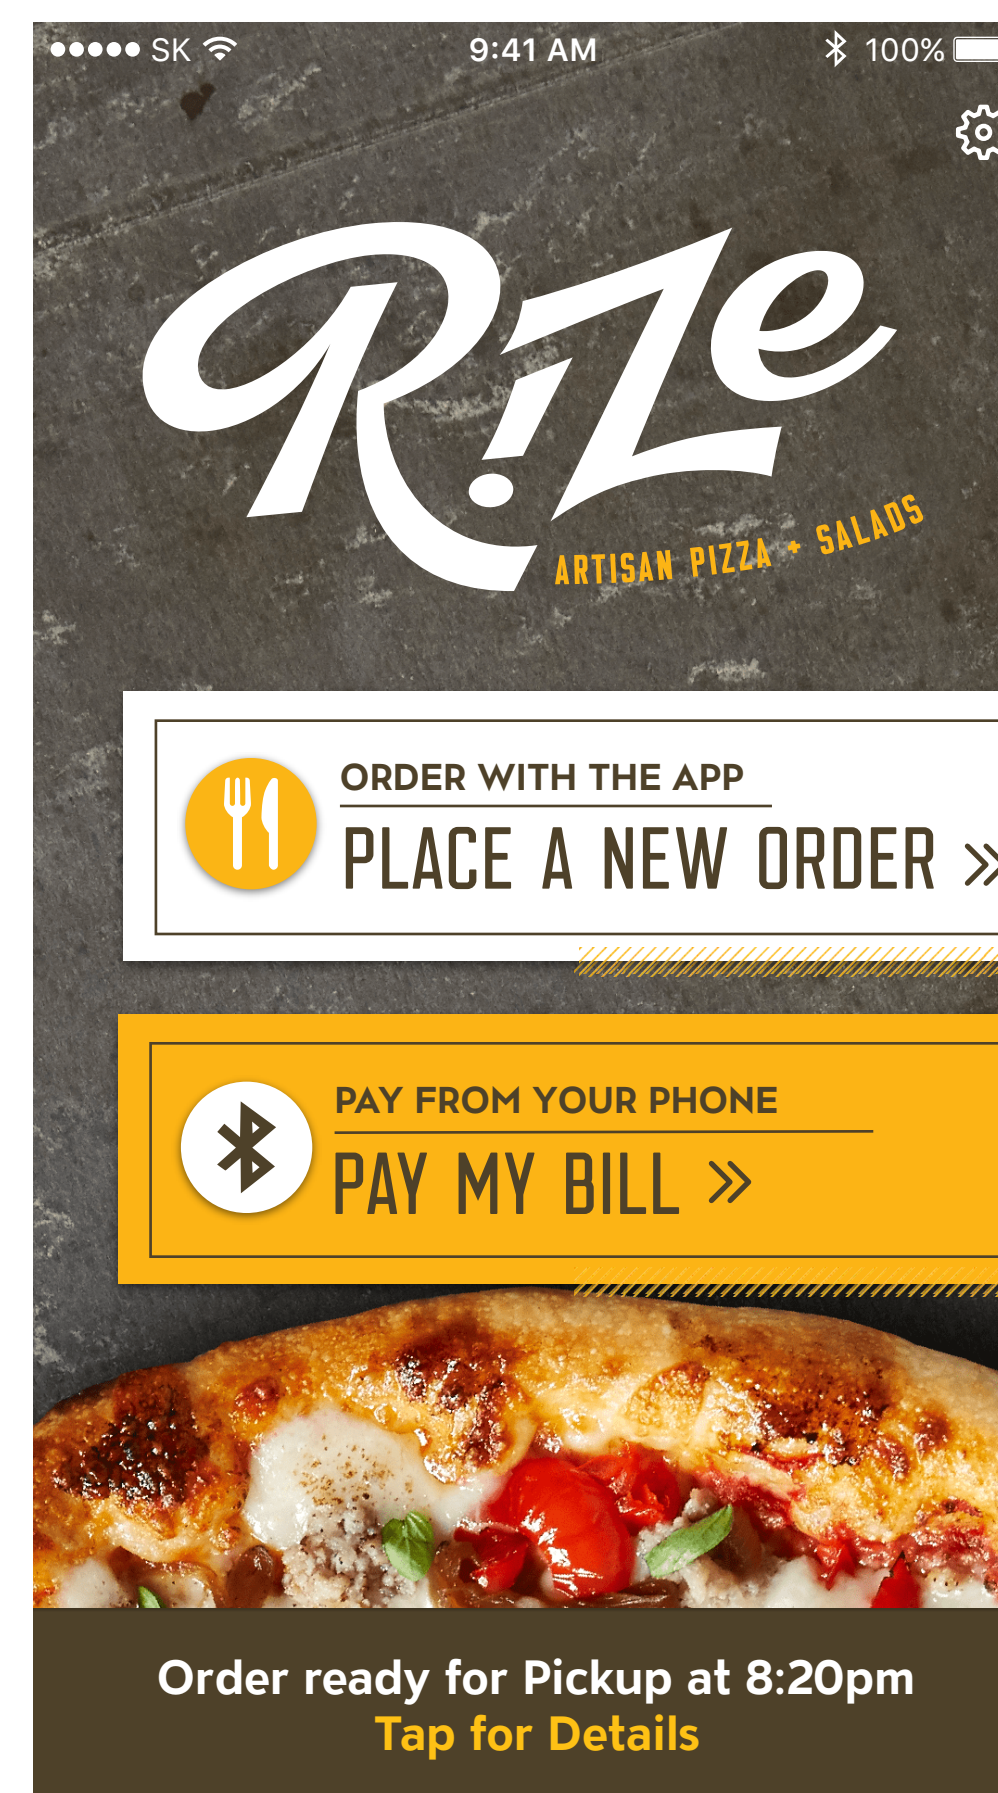 SK 9:41 AM 100%
Rize
ARTISAN PIZZA + SALADS
ORDER WITH THE APP
PLACE A NEW ORDER
PAY FROM YOUR PHONE
PAY MY BILL
Order ready for Pickup at 8:20pm
Tap for Details